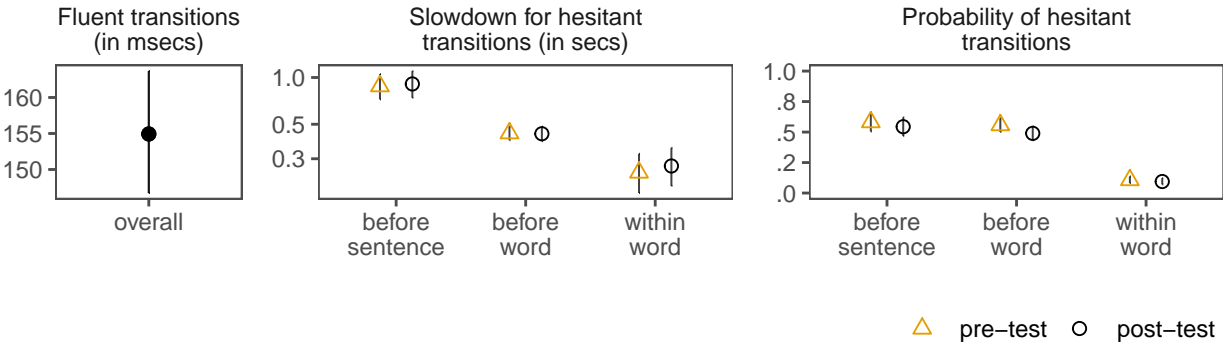 Fluent transitions
(in msecs)
160
155
150
overall
Slowdown for hesitant
transitions (in secs)
1.0
0.5
0.3
before
sentence
before
word
within
word
Probability of hesitant
transitions
1.0
.8
.5
.2
.0
before
sentence
before
word
within
word
pre−test
post−test